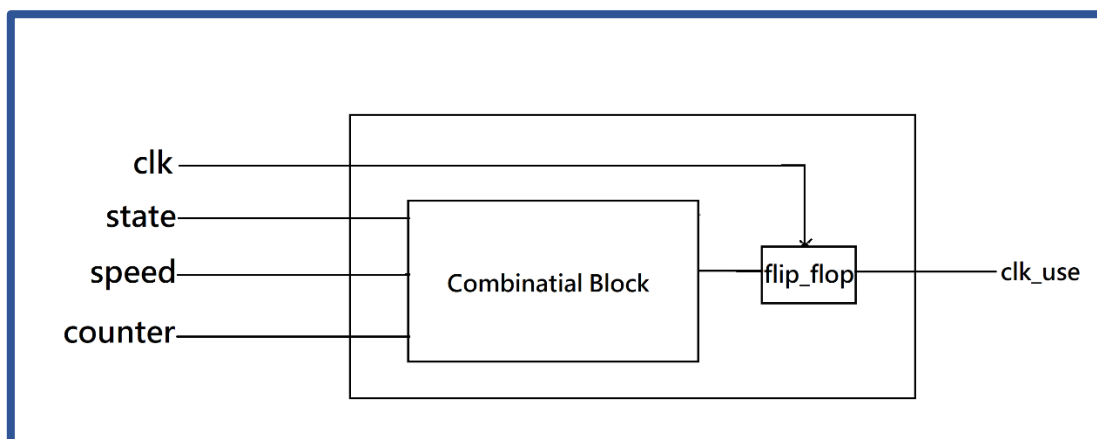 clk
state
speed
counter
Combinatial Block
flip_flop
clk_use